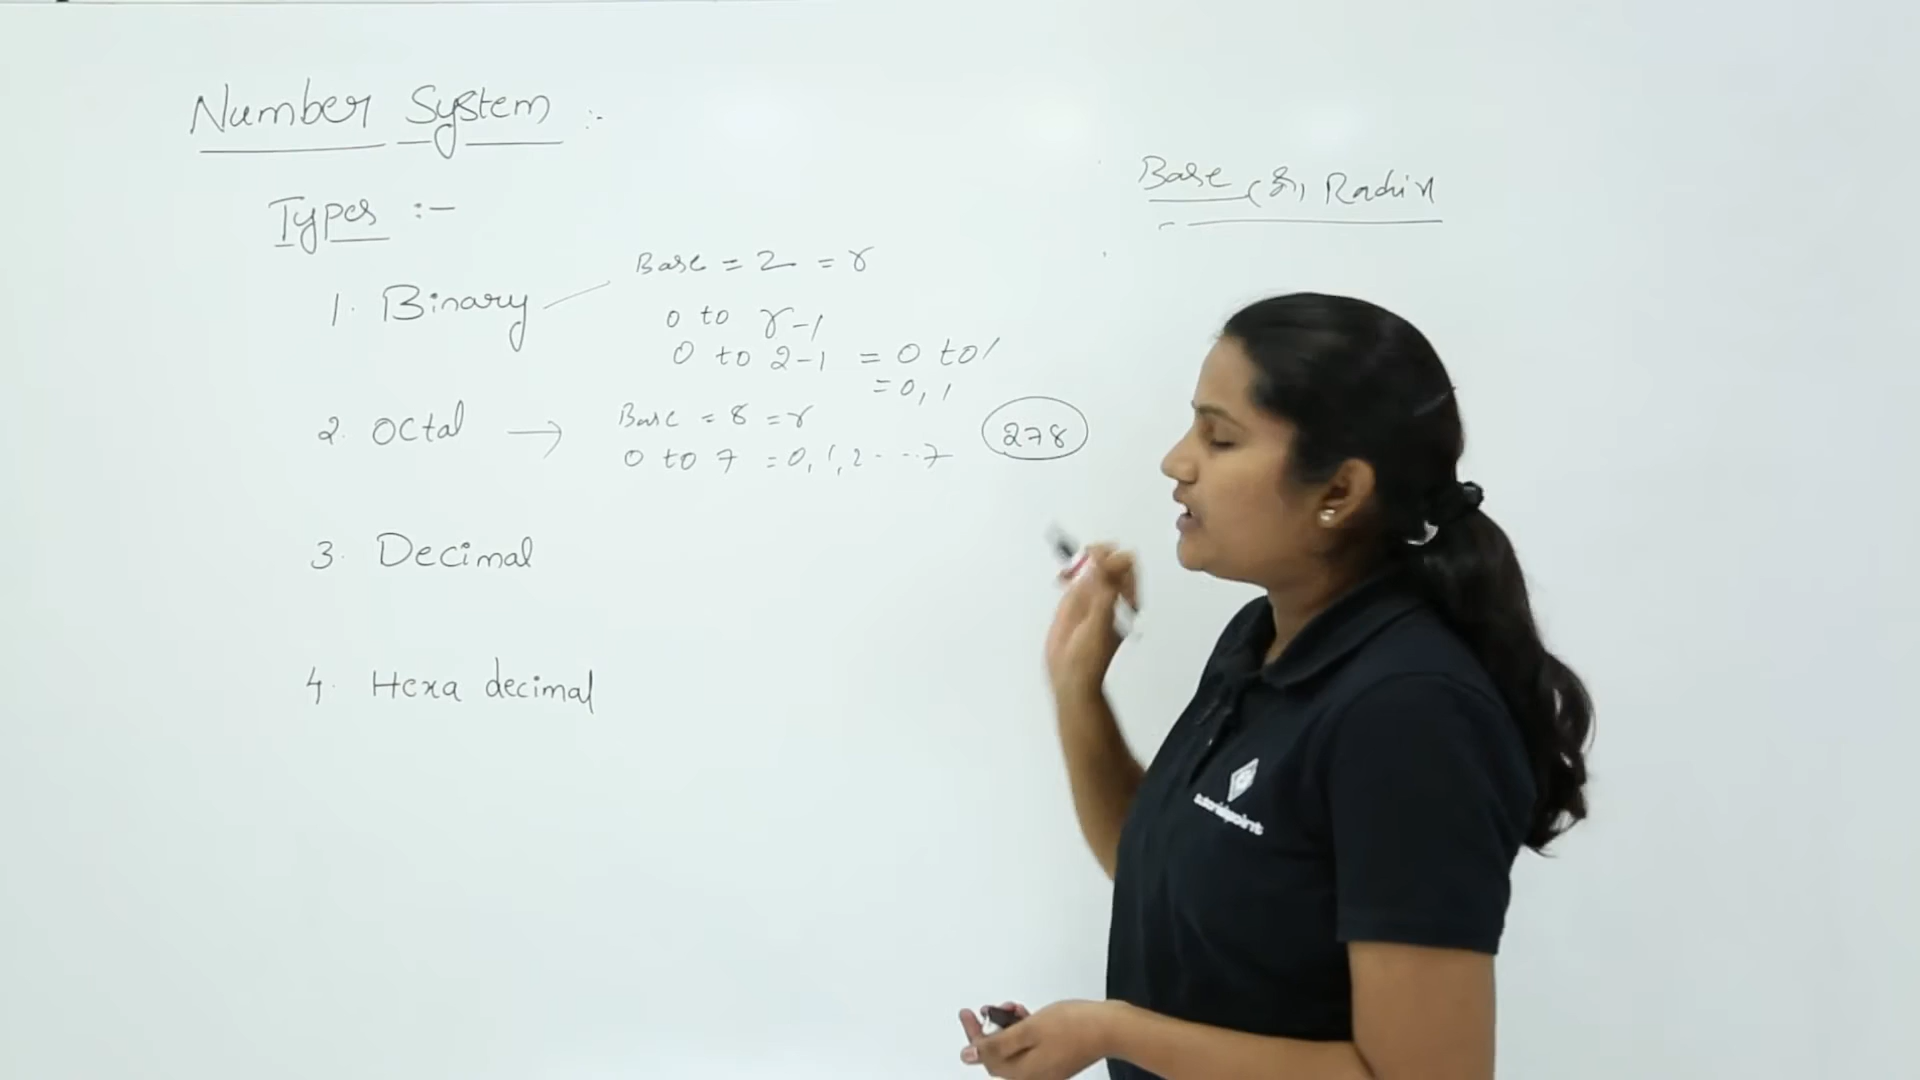 Number System :-
Base (or) Radix
Types :-
Base = 2 = r
1. Binary
0 to r-1
0 to 2-1 = 0 to 1
= 0, 1
2. Octal → Base = 8 = r
0 to 7 = 0, 1, 2 ... 7
278
3. Decimal
4. Hexa decimal
tutorialspoint